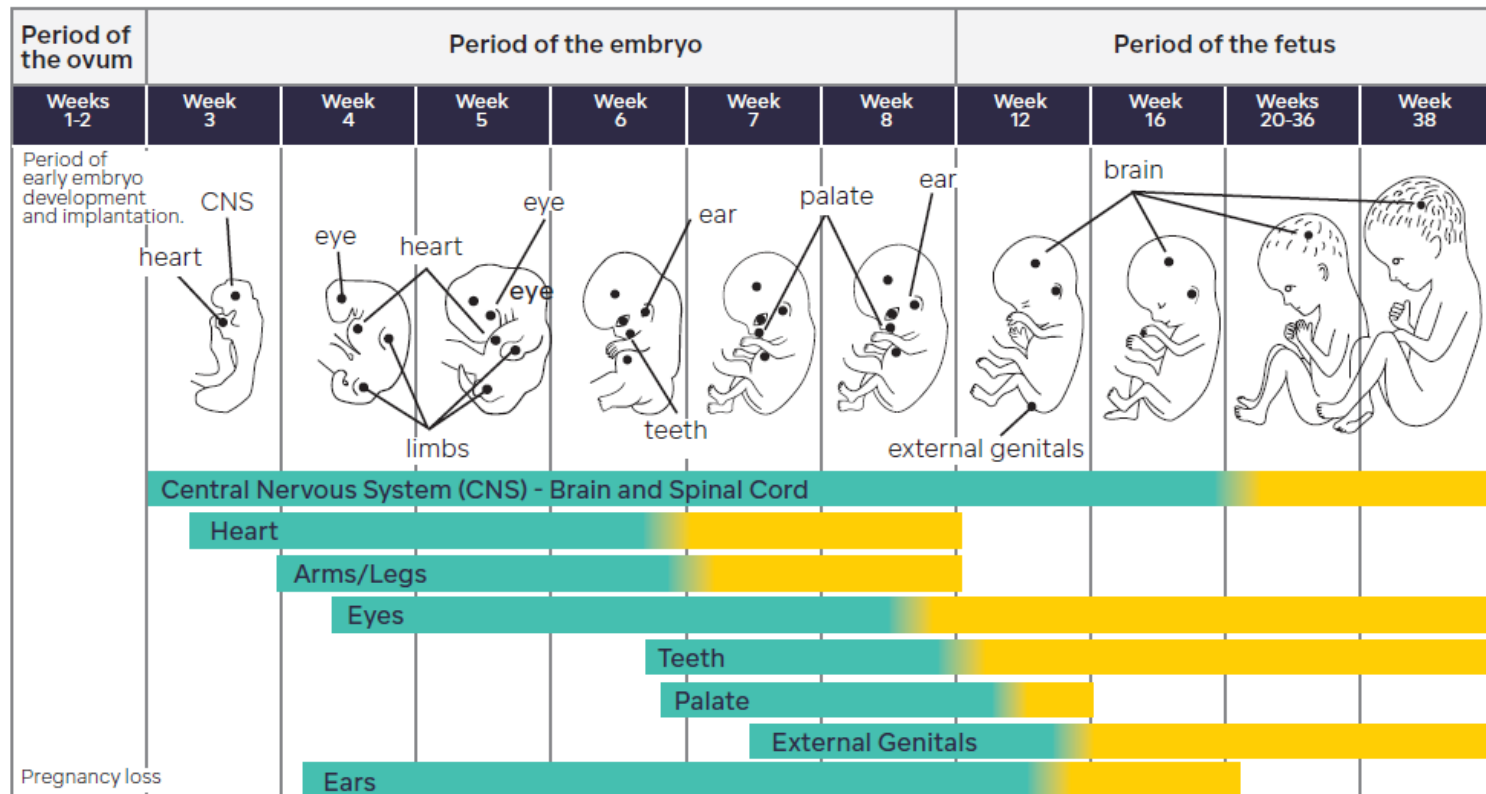 Period of
the ovum
Period of the embryo
Period of the fetus
Weeks
1-2
Week
3
Week
4
Week
5
Week
6
Week
7
Week
8
Week
12
Week
16
Weeks
20-36
Week
38
Period of
early embryo
development
and implantation.
CNS
heart
eye
heart
eye
eye
limbs
ear
teeth
palate
ear
brain
external genitals
Central Nervous System (CNS) - Brain and Spinal Cord
Heart
Arms/Legs
Eyes
Teeth
Palate
External Genitals
Pregnancy loss
Ears